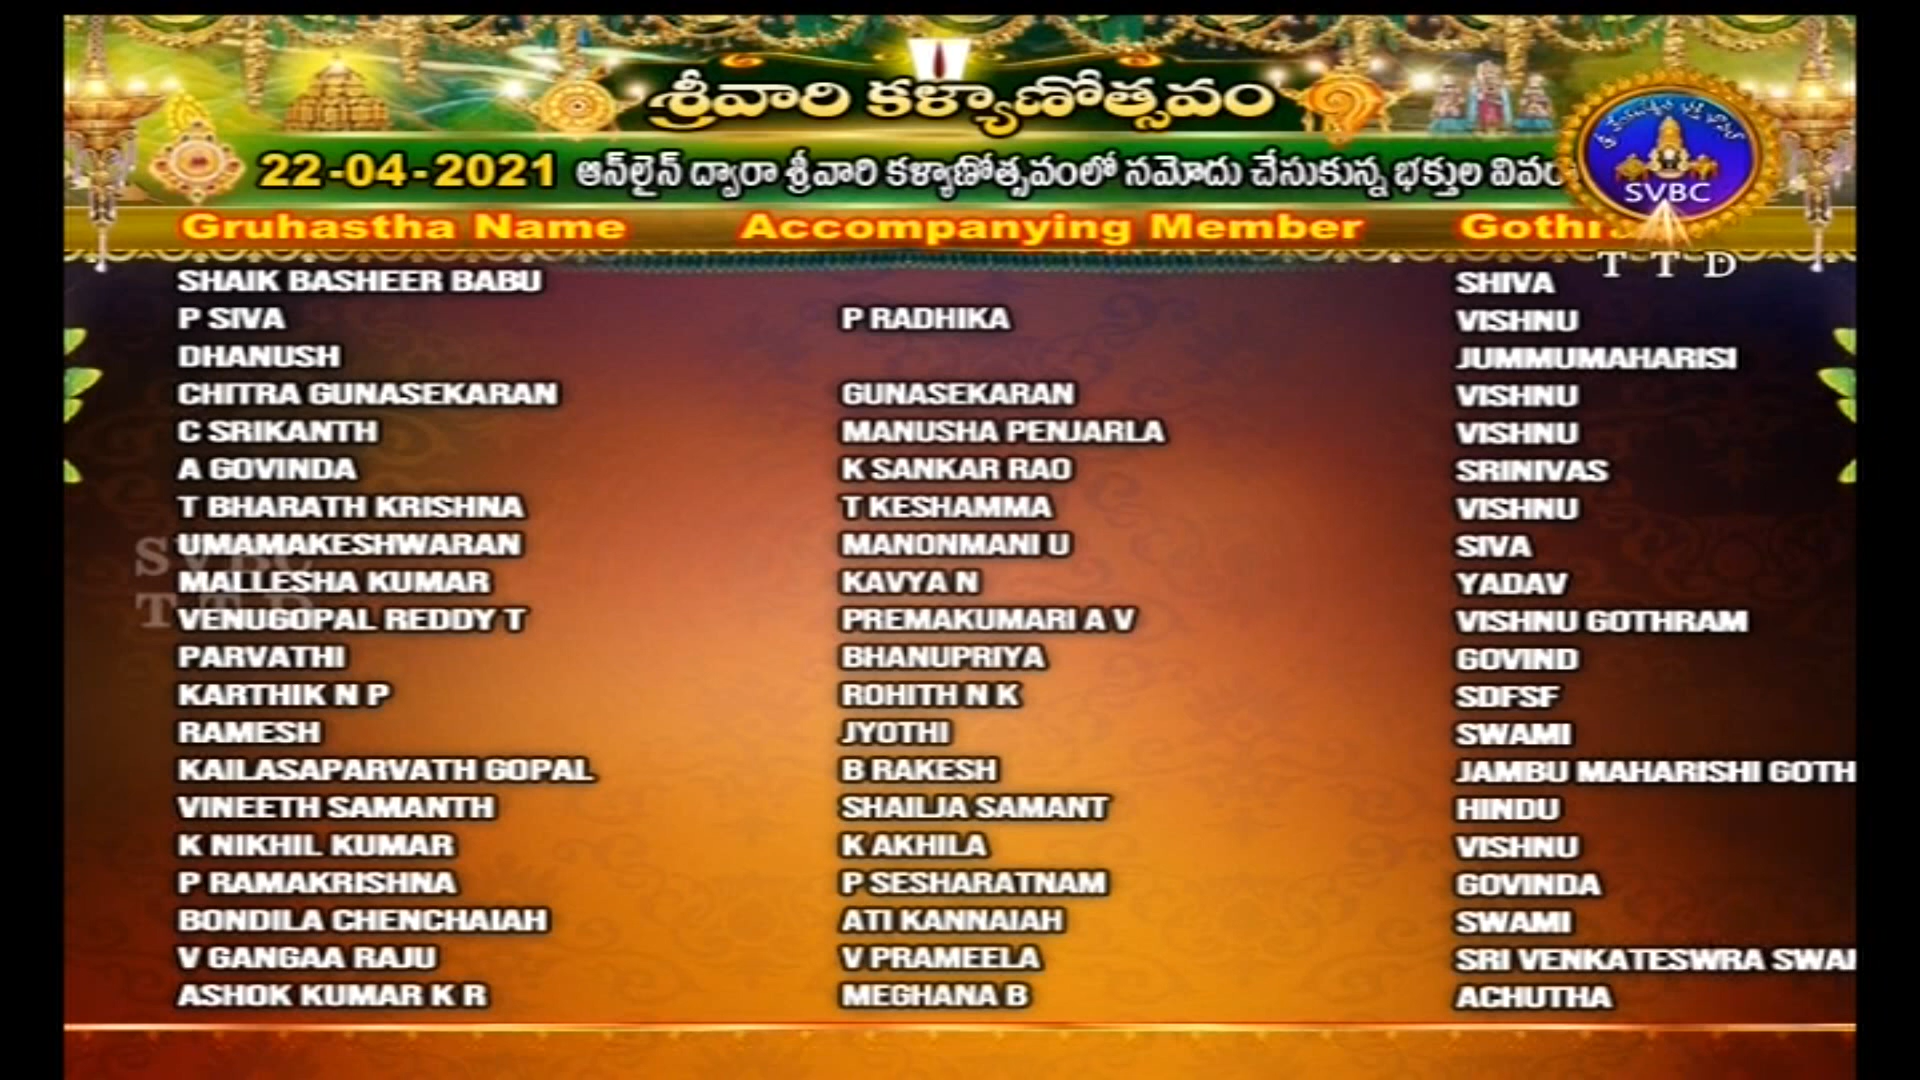 శ్రీవారి కళ్యాణోత్సవం
22-04-2021 ఆన్‌లైన్ ద్వారా శ్రీవారి కళ్యాణోత్సవంలో నమోదు చేసుకున్న భక్తుల
SVBC
TTD
Gruhastha Name Accompanying Member
SHAIK BASHEER BABU SHIVA
P SIVA P RADHIKA VISHNU
DHANUSH JUMMUMAHARISI
CHITRA GUNASEKARAN GUNASEKARAN VISHNU
C SRIKANTH MANUSHA PENJARLA VISHNU
A GOVINDA K SANKAR RAO SRINIVAS
T BHARATH KRISHNA T KESHAMMA VISHNU
UMAMAKESHWARAN MANONMANI U SIVA
MALLESHA KUMAR KAVYA N YADAV
VENUGOPAL REDDY T PREMAKUMARI A V VISHNU GOTHRAM
PARVATHI BHANUPRIYA GOVIND
KARTHIK N P ROHITH N K SDFSF
RAMESH JYOTHI SWAMI
KAILASAPARVATH GOPAL B RAKESH JAMBU MAHARISHI GOTH
VINEETH SAMANTH SHAILJA SAMANT HINDU
K NIKHIL KUMAR K AKHILA VISHNU
P RAMAKRISHNA P SESHARATNAM GOVINDA
BONDILA CHENCHAIAH ATI KANNAIAH SWAMI
V GANGAA RAJU V PRAMEELA SRI VENKATESWRA
ASHOK KUMAR K R MEGHANA B ACHUTHA
SVBC
TTD